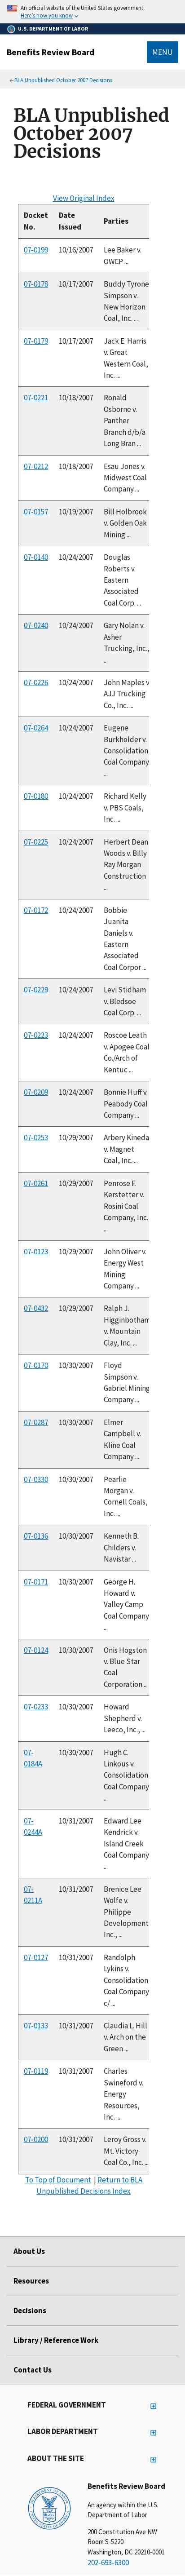 An official website of the United States government.
Here's how you know
U.S. DEPARTMENT OF LABOR
Benefits Review Board
MENU
BLA Unpublished October 2007 Decisions
BLA Unpublished
October 2007
Decisions
View Original Index
Docket No. Date Issued Parties
07-0199 10/16/2007 Lee Baker v. OWCP ...
07-0178 10/17/2007 Buddy Tyrone Simpson v. New Horizon Coal, Inc. ...
07-0179 10/17/2007 Jack E. Harris v. Great Western Coal, Inc. ...
07-0221 10/18/2007 Ronald Osborne v. Panther Branch d/b/a Long Bran ...
07-0212 10/18/2007 Esau Jones v. Midwest Coal Company ...
07-0157 10/19/2007 Bill Holbrook v. Golden Oak Mining ...
07-0140 10/24/2007 Douglas Roberts v. Eastern Associated Coal Corp. ...
07-0240 10/24/2007 Gary Nolan v. Asher Trucking, Inc., ...
07-0226 10/24/2007 John Maples v. AJJ Trucking Co., Inc. ...
07-0264 10/24/2007 Eugene Burkholder v. Consolidation Coal Company ...
07-0180 10/24/2007 Richard Kelly v. PBS Coals, Inc. ...
07-0225 10/24/2007 Herbert Dean Woods v. Billy Ray Morgan Construction ...
07-0172 10/24/2007 Bobbie Juanita Daniels v. Eastern Associated Coal Corpor ...
07-0229 10/24/2007 Levi Stidham v. Bledsoe Coal Corp. ...
07-0223 10/24/2007 Roscoe Leath v. Apogee Coal Co./Arch of Kentuc ...
07-0209 10/24/2007 Bonnie Huff v. Peabody Coal Company ...
07-0253 10/29/2007 Arbery Kineda v. Magnet Coal, Inc. ...
07-0261 10/29/2007 Penrose F. Kerstetter v. Rosini Coal Company, Inc. ...
07-0123 10/29/2007 John Oliver v. Energy West Mining Company ...
07-0432 10/29/2007 Ralph J. Higginbotham v. Mountain Clay, Inc. ...
07-0170 10/30/2007 Floyd Simpson v. Gabriel Mining Company ...
07-0287 10/30/2007 Elmer Campbell v. Kline Coal Company ...
07-0330 10/30/2007 Pearlie Morgan v. Cornell Coals, Inc. ...
07-0136 10/30/2007 Kenneth B. Childers v. Navistar ...
07-0171 10/30/2007 George H. Howard v. Valley Camp Coal Company ...
07-0124 10/30/2007 Onis Hogston v. Blue Star Coal Corporation ...
07-0233 10/30/2007 Howard Shepherd v. Leeco, Inc., ...
07-0184A 10/30/2007 Hugh C. Linkous v. Consolidation Coal Company ...
07-0244A 10/31/2007 Edward Lee Kendrick v. Island Creek Coal Company ...
07-0211A 10/31/2007 Brenice Lee Wolfe v. Philippe Development Inc., ...
07-0127 10/31/2007 Randolph Lykins v. Consolidation Coal Company c/ ...
07-0133 10/31/2007 Claudia L. Hill v. Arch on the Green ...
07-0119 10/31/2007 Charles Swineford v. Energy Resources, Inc. ...
07-0200 10/31/2007 Leroy Gross v. Mt. Victory Coal Co., Inc. ...
To Top of Document | Return to BLA
Unpublished Decisions Index
About Us
Resources
Decisions
Library / Reference Work
Contact Us
FEDERAL GOVERNMENT
LABOR DEPARTMENT
ABOUT THE SITE
Benefits Review Board
An agency within the U.S.
Department of Labor
200 Constitution Ave NW
Room S-5220
Washington, DC 20210-0001
202-693-6300